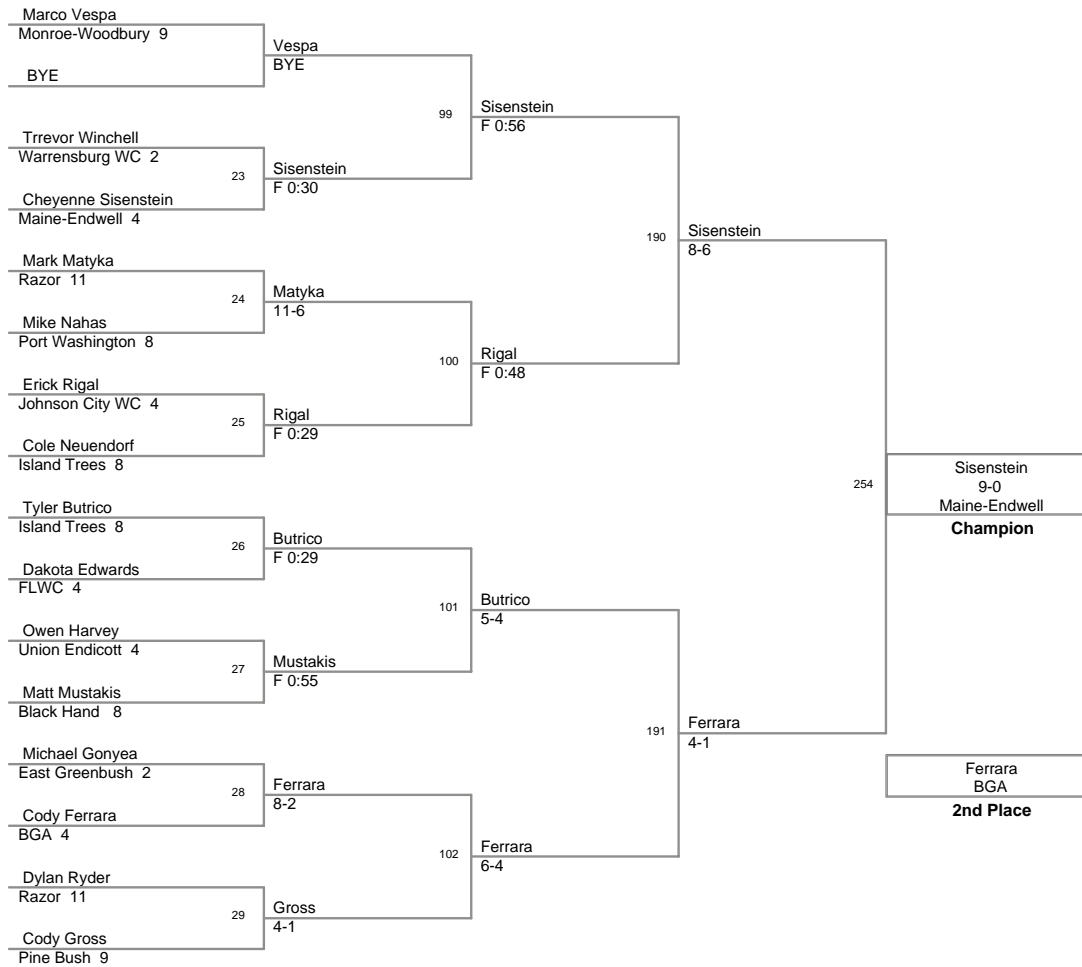 Marco Vespa
Monroe-Woodbury 9
BYE
Trrevor Winchell
Warrensburg WC 2
23
Cheyenne Sisenstein
Maine-Endwell 4
Mark Matyka
Razor 11
24
Mike Nahas
Port Washington 8
Erick Rigal
Johnson City WC 4
25
Cole Neuendorf
Island Trees 8
Tyler Butrico
Island Trees 8
26
Dakota Edwards
FLWC 4
Owen Harvey
Union Endicott 4
27
Matt Mustakis
Black Hand 8
Michael Gonyea
East Greenbush 2
28
Cody Ferrara
BGA 4
Dylan Ryder
Razor 11
29
Cody Gross
Pine Bush 9
Vespa
BYE
99
Sisenstein
F 0:30
Matyka
11-6
100
Rigal
F 0:29
Butrico
F 0:29
101
Mustakis
F 0:55
Ferrara
8-2
102
Gross
4-1
Sisenstein
F 0:56
190
Rigal
F 0:48
Butrico
5-4
191
Ferrara
6-4
Sisenstein
8-6
254
Ferrara
4-1
Sisenstein
9-0
Maine-Endwell
Champion
Ferrara
BGA
2nd Place